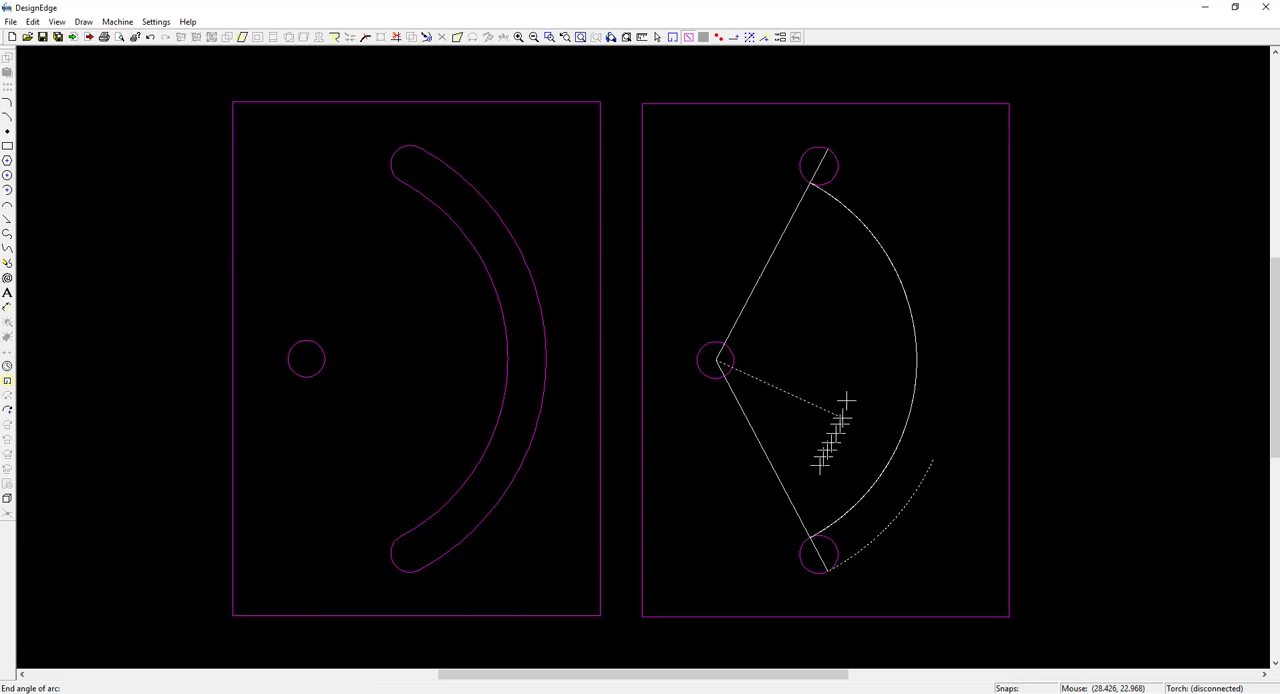 DesignEdge
File Edit View Draw Machine Settings Help
A
End angle of arc:
Snaps:
Mouse: (28.426, 22.968)
Torch: (disconnected)